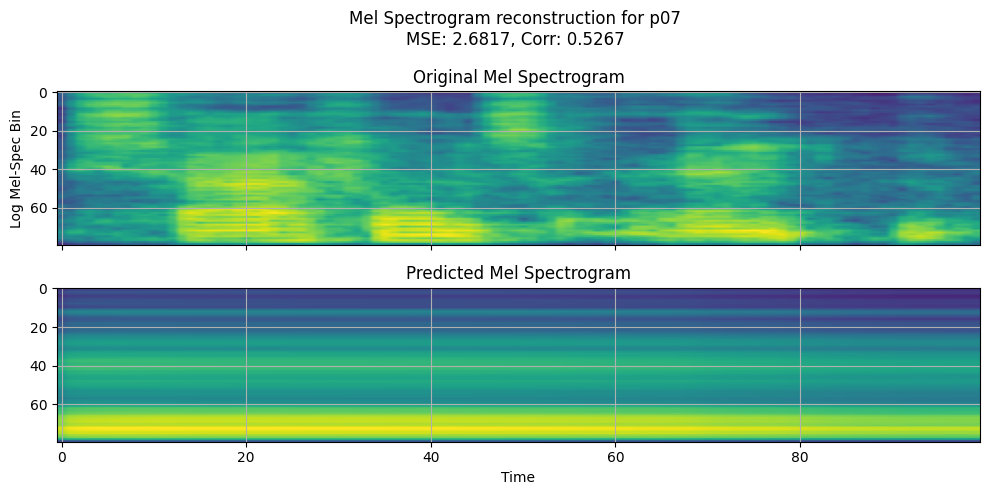 Mel Spectrogram reconstruction for p07
MSE: 2.6817, Corr: 0.5267
Original Mel Spectrogram
Log Mel-Spec Bin
0
20
40
60
Predicted Mel Spectrogram
0
20
40
60
0 20 40 60 80
Time